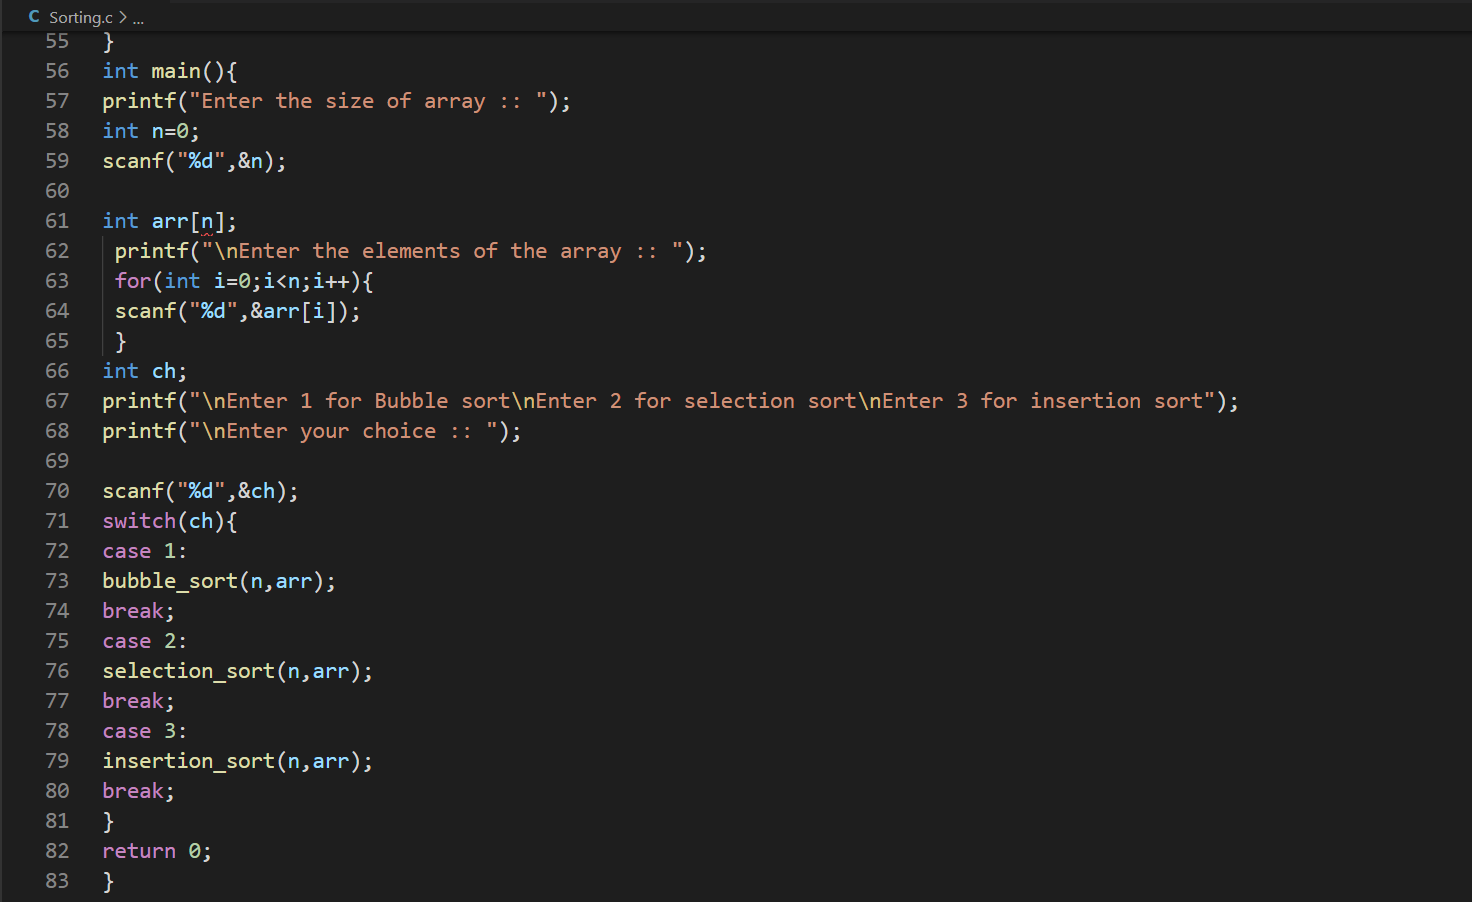 C Sorting.c > ...
55 }
56 int main(){
57 printf("Enter the size of array :: ");
58 int n=0;
59 scanf("%d",&n);
60
61 int arr[n];
62 printf("\nEnter the elements of the array :: ");
63 for(int i=0;i<n;i++){
64 scanf("%d",&arr[i]);
65 }
66 int ch;
67 printf("\nEnter 1 for Bubble sort\nEnter 2 for selection sort\nEnter 3 for insertion sort");
68 printf("\nEnter your choice :: ");
69
70 scanf("%d",&ch);
71 switch(ch){
72 case 1:
73 bubble_sort(n,arr);
74 break;
75 case 2:
76 selection_sort(n,arr);
77 break;
78 case 3:
79 insertion_sort(n,arr);
80 break;
81 }
82 return 0;
83 }